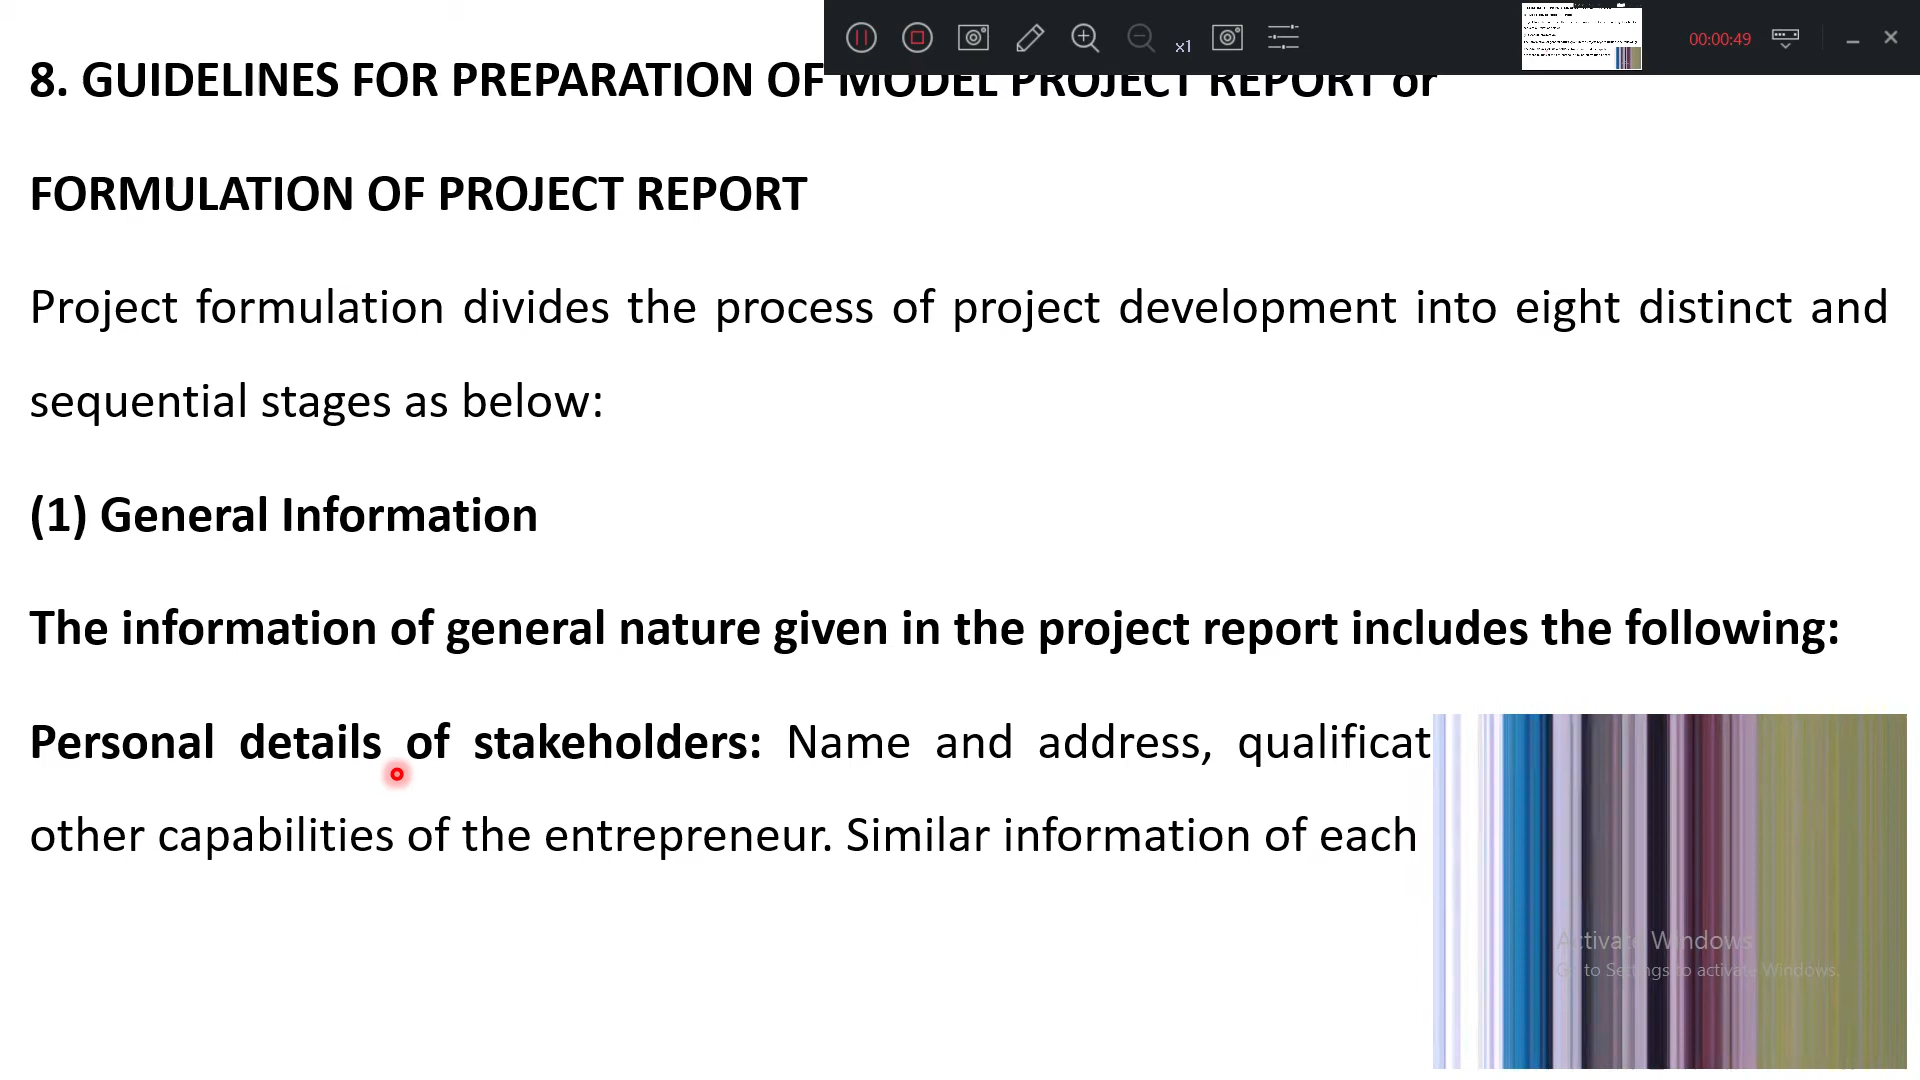 8. GUIDELINES FOR PREPARATION OF MODEL PROJECT REPORT or
FORMULATION OF PROJECT REPORT
Project formulation divides the process of project development into eight distinct and
sequential stages as below:
(1) General Information
The information of general nature given in the project report includes the following:
Personal details of stakeholders: Name and address, qualificat
other capabilities of the entrepreneur. Similar information of each
x1
00:00:49
Activate Windows
Go to Settings to activate Windows.